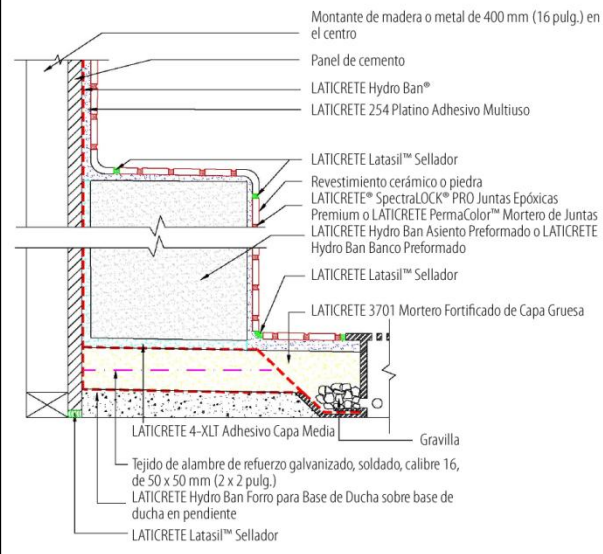 Montante de madera o metal de 400 mm (16 pulg.) en
el centro
Panel de cemento
LATICRETE Hydro Ban®
LATICRETE 254 Platino Adhesivo Multiuso
LATICRETE Latasil™ Sellador
Revestimiento cerámico o piedra
LATICRETE® SpectraLOCK® PRO Juntas Epóxicas
Premium o LATICRETE PermaColor™ Mortero de Juntas
LATICRETE Hydro Ban Asiento Preformado o LATICRETE
Hydro Ban Banco Preformado
LATICRETE Latasil™ Sellador
LATICRETE 3701 Mortero Fortificado de Capa Gruesa
LATICRETE 4-XLT Adhesivo Capa Media
Gravilla
Tejido de alambre de refuerzo galvanizado, soldado, calibre 16,
de 50 x 50 mm (2 x 2 pulg.)
LATICRETE Hydro Ban Forro para Base de Ducha sobre base de
ducha en pendiente
LATICRETE Latasil™ Sellador